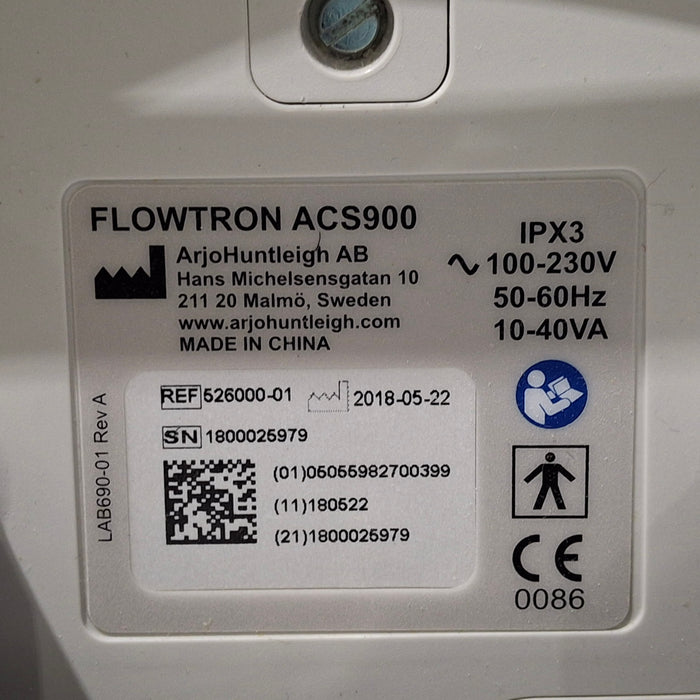 FLOWTRON ACS900
ArjoHuntleigh AB
Hans Michelsensgatan 10
211 20 Malmö, Sweden
www.arjohuntleigh.com
MADE IN CHINA
IPX3
100-230V
50-60Hz
10-40VA
LAB690-01 Rev A
REF 526000-01 2018-05-22
SN 1800025979
(01)05055982700399
(11)180522
(21)1800025979
CE
0086